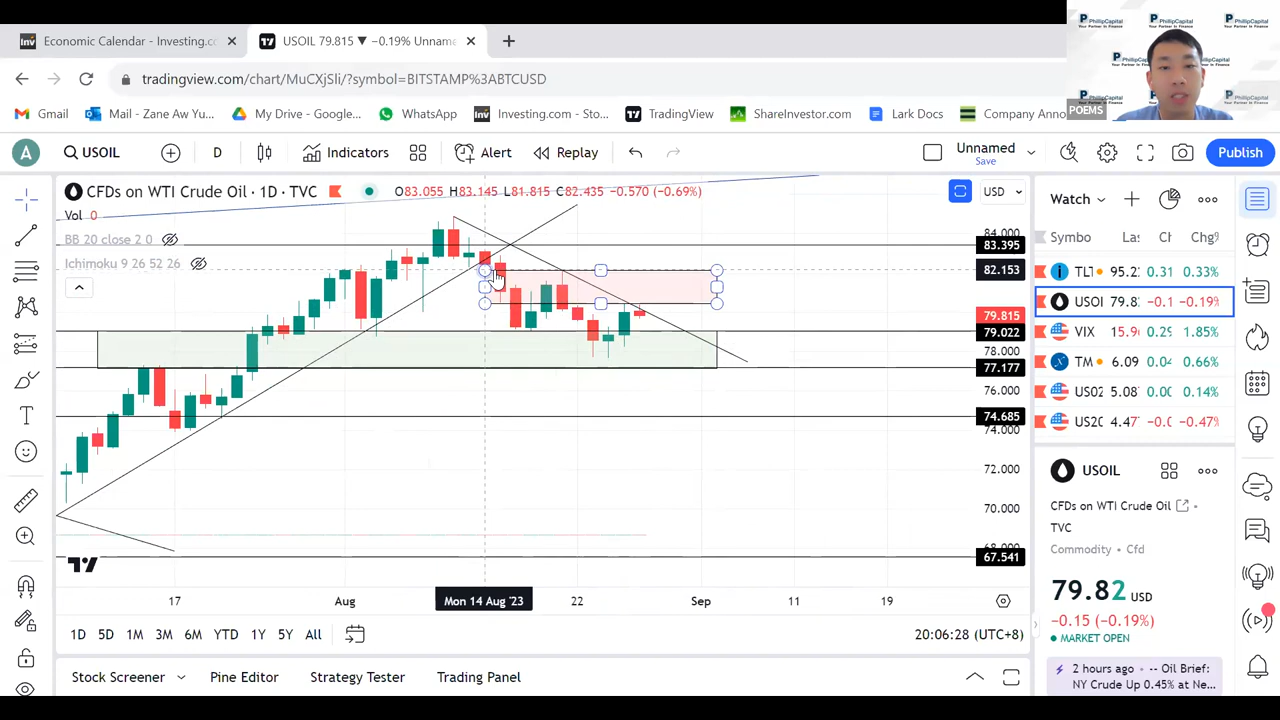 Economic Calendar - Investing.co
USOIL 79.815 ▼ −0.19% Unname
tradingview.com/chart/MuCXjSli/?symbol=BITSTAMP%3ABTCUSD
Gmail
Mail - Zane Aw Yu...
My Drive - Google...
WhatsApp
Investing.com - Sto...
TradingView
ShareInvestor.com
Lark Docs
Company Anno
PhillipCapital
Your Partner In Finance
POEMS
A
USOIL
D
Indicators
Alert
Replay
Unnamed
Save
Publish
CFDs on WTI Crude Oil · 1D · TVC
O83.055 H83.145 L81.815 C82.435 −0.570 (−0.69%)
USD
Vol 0
BB 20 close 2 0
Ichimoku 9 26 52 26
84.000
83.395
82.153
79.815
79.022
78.000
77.177
76.000
74.685
74.000
72.000
70.000
68.000
67.541
17
Aug
Mon 14 Aug '23
22
Sep
11
19
1D 5D 1M 3M 6M YTD 1Y 5Y All
20:06:28 (UTC+8)
Stock Screener
Pine Editor
Strategy Tester
Trading Panel
Watch
Symbo
Ch
Chg%
TLT 95.2 0.31 0.33%
USOI 79.8 −0.1 −0.19%
VIX 15.9 0.29 1.85%
TM 6.09 0.04 0.66%
US02 5.08 0.00 0.14%
US20 4.47 −0.0 −0.47%
USOIL
CFDs on WTI Crude Oil
TVC
Commodity • Cfd
79.82 USD
−0.15 (−0.19%)
MARKET OPEN
2 hours ago • -- Oil Brief:
NY Crude Up 0.45% at Ne...